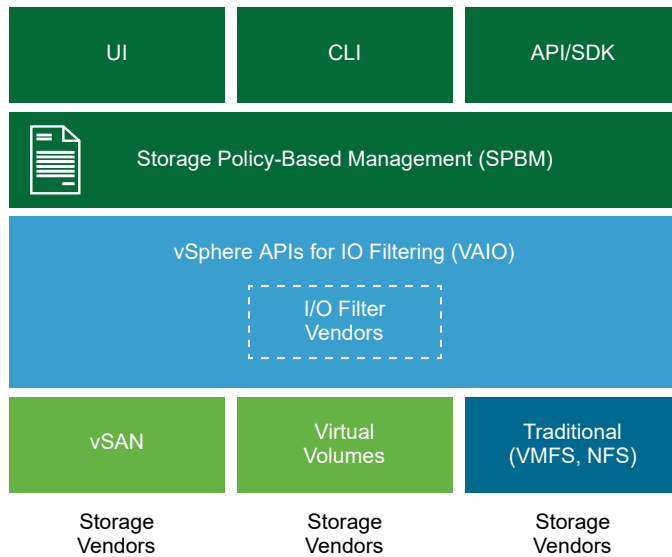 UI
CLI
API/SDK
Storage Policy-Based Management (SPBM)
vSphere APIs for IO Filtering (VAIO)
I/O Filter
Vendors
vSAN
Virtual
Volumes
Traditional
(VMFS, NFS)
Storage
Vendors
Storage
Vendors
Storage
Vendors